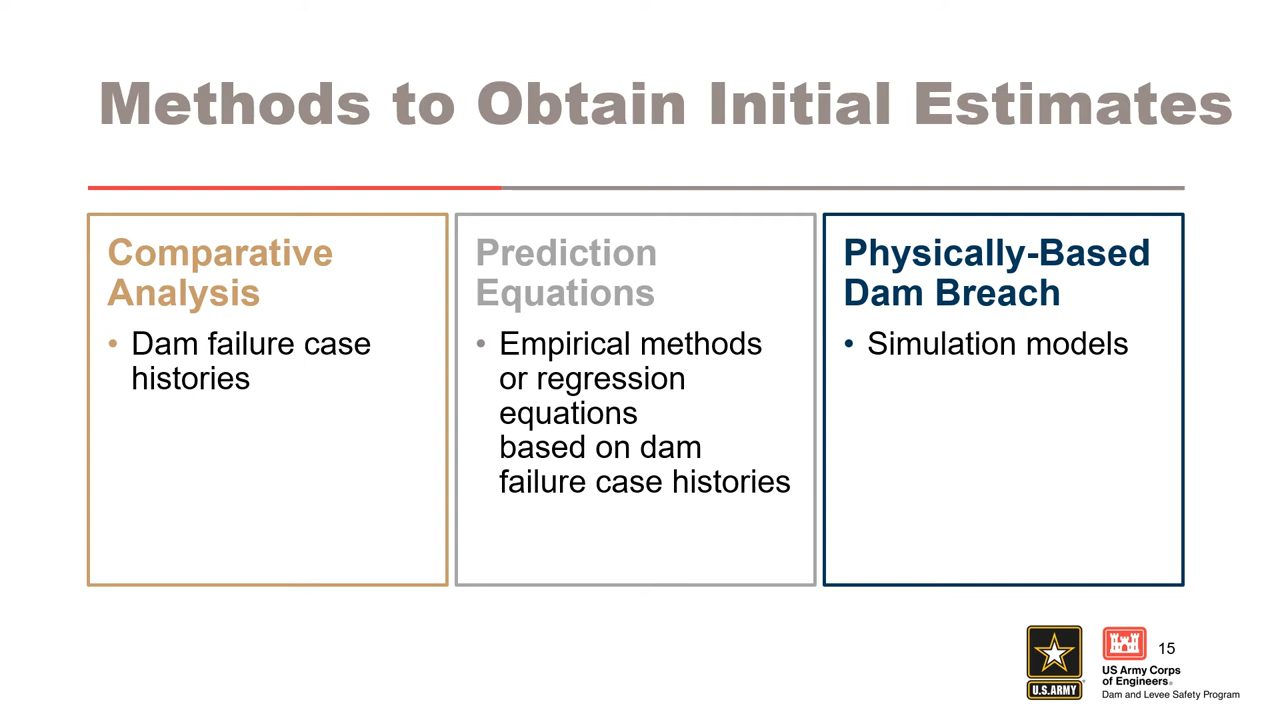 Methods to Obtain Initial Estimates
Comparative
Analysis
• Dam failure case
histories
Prediction
Equations
• Empirical methods
or regression
equations
based on dam
failure case histories
Physically-Based
Dam Breach
• Simulation models
U.S.ARMY
US Army Corps
of Engineers®
Dam and Levee Safety Program
15